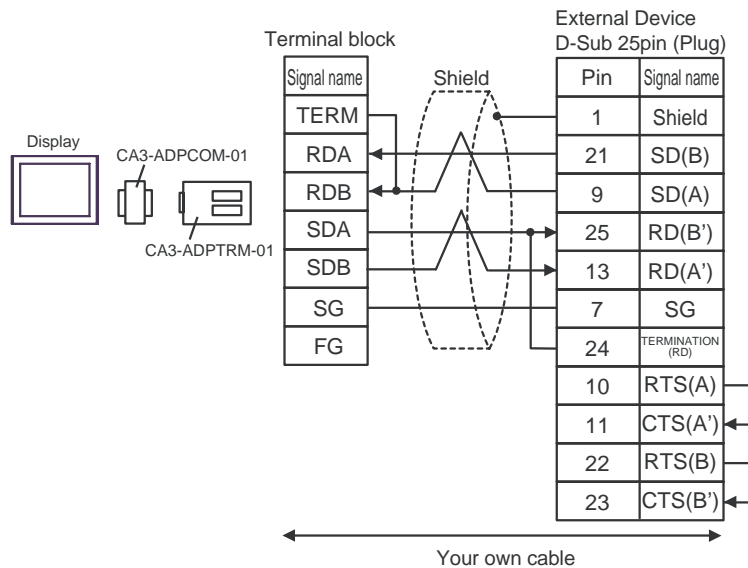 Display
CA3-ADPCOM-01
CA3-ADPTRM-01
Terminal block
Signal name
TERM
RDA
RDB
SDA
SDB
SG
FG
Shield
External Device
D-Sub 25pin (Plug)
Pin Signal name
1 Shield
21 SD(B)
9 SD(A)
25 RD(B')
13 RD(A')
7 SG
24 TERMINATION (RD)
10 RTS(A)
11 CTS(A')
22 RTS(B)
23 CTS(B')
Your own cable